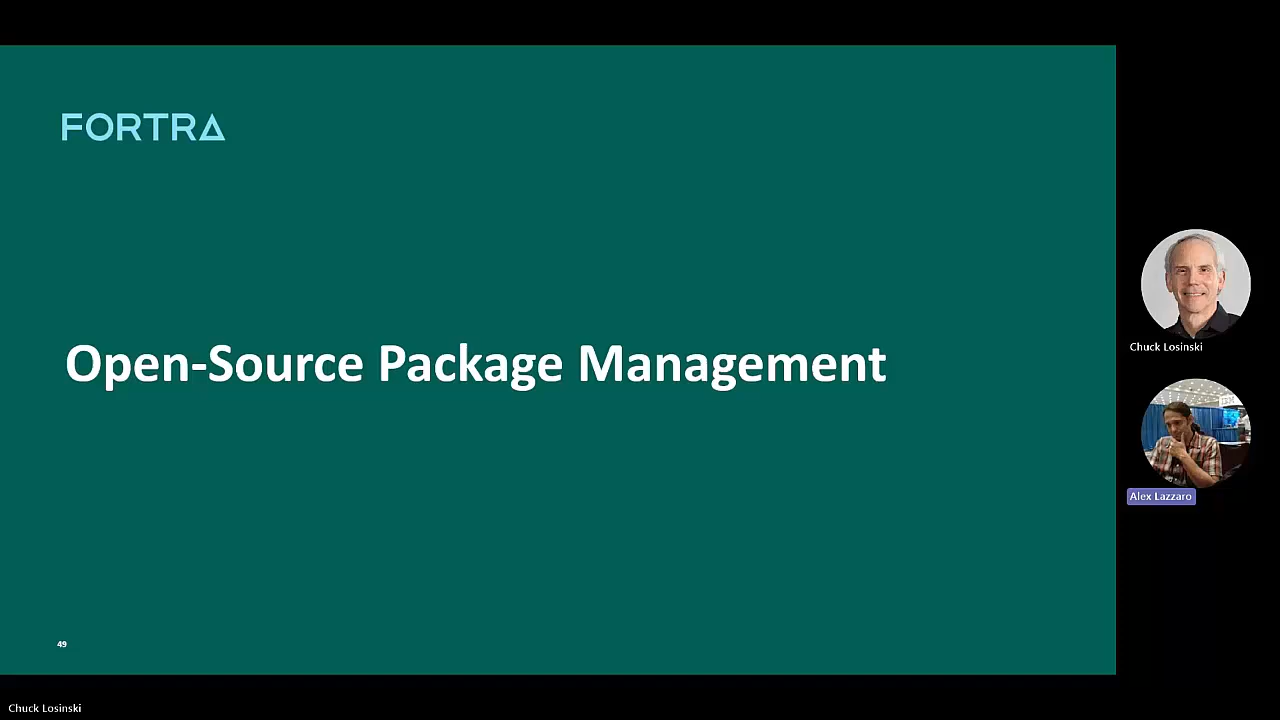 FORTRA
Open-Source Package Management
49
Chuck Losinski
Alex Lazzaro
Chuck Losinski